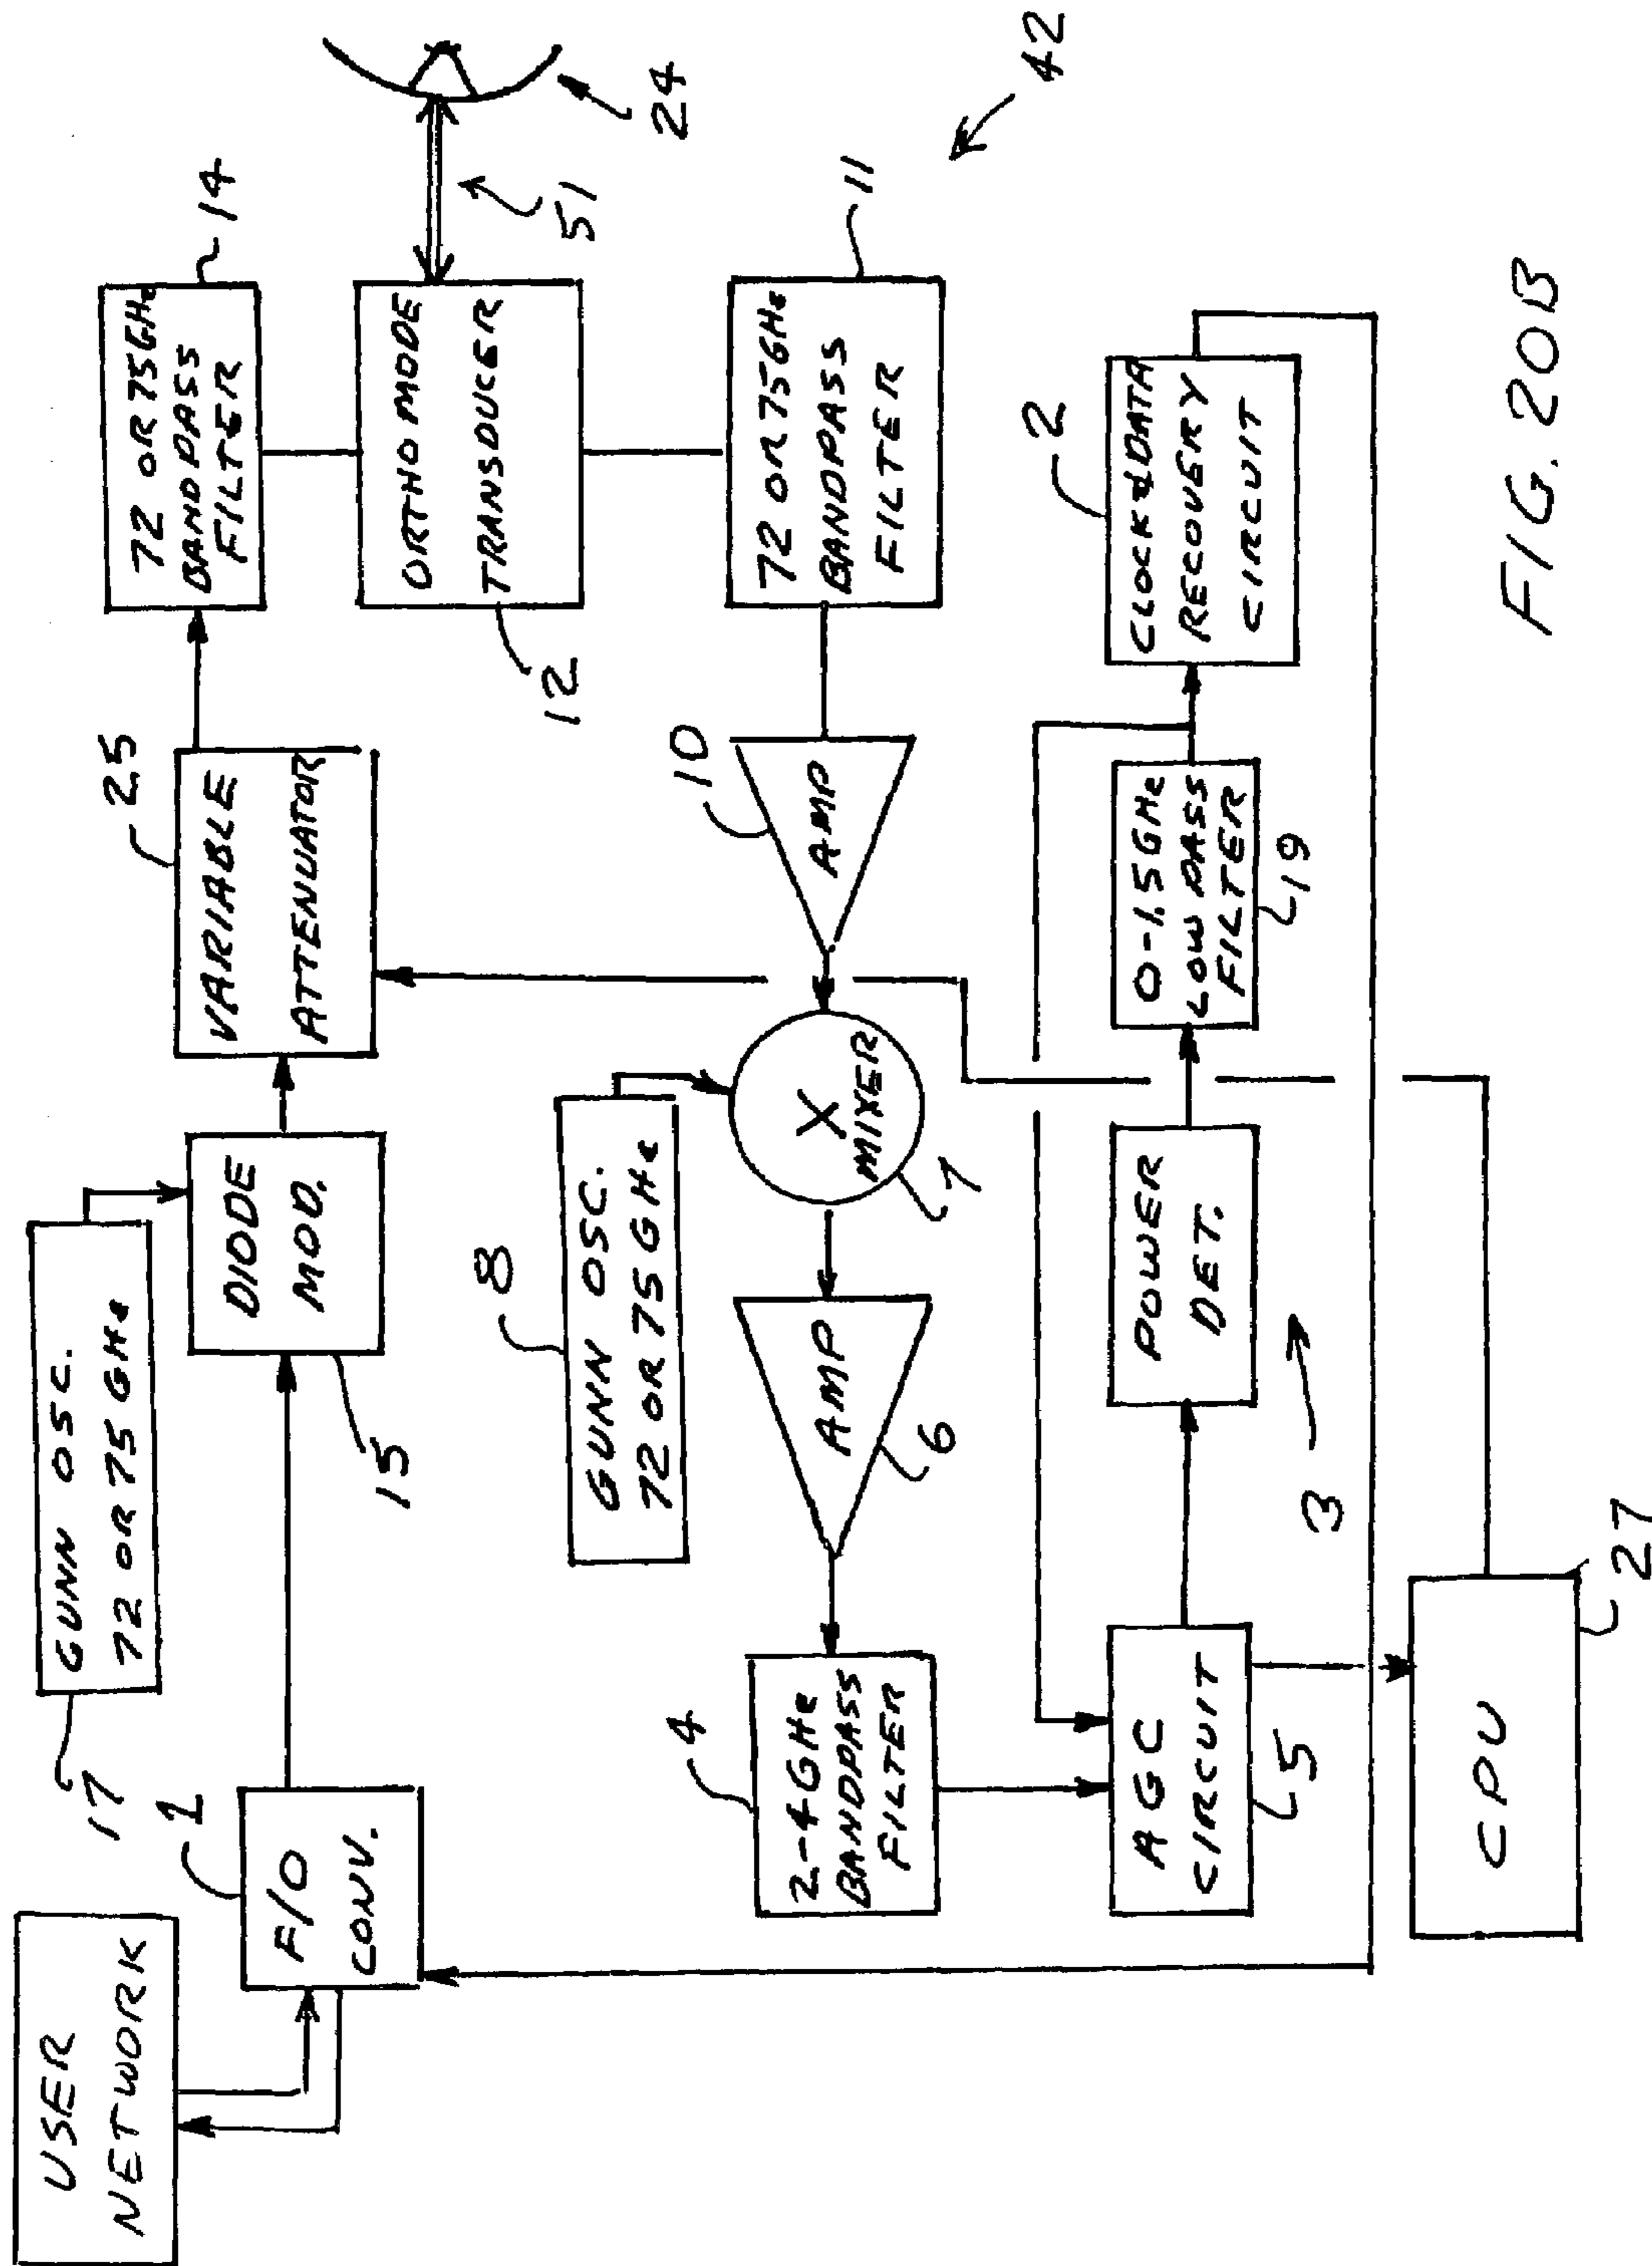 USER
NETWORK
1
F/O
CONV.
17
GUNN OSC.
72 OR 75 GHz
DIODE
MOD.
15
25
VARIABLE
ATTENUATOR
72 OR 75GHz
BANDPASS
FILTER
14
ORTHO MODE
TRANSDUCER
12
51
24
72 OR 75GHz
BANDPASS
FILTER
11
42
10
AMP
8
GUNN OSC.
72 OR 75 GHz
X
MIXER
7
AMP
6
4
2-4GHz
BANDPASS
FILTER
AGC
CIRCUIT
5
POWER
DET.
3
0-1.5GHz
LOW PASS
FILTER
19
2
CLOCK & DATA
RECOVERY
CIRCUIT
CPU
27
FIG. 20B